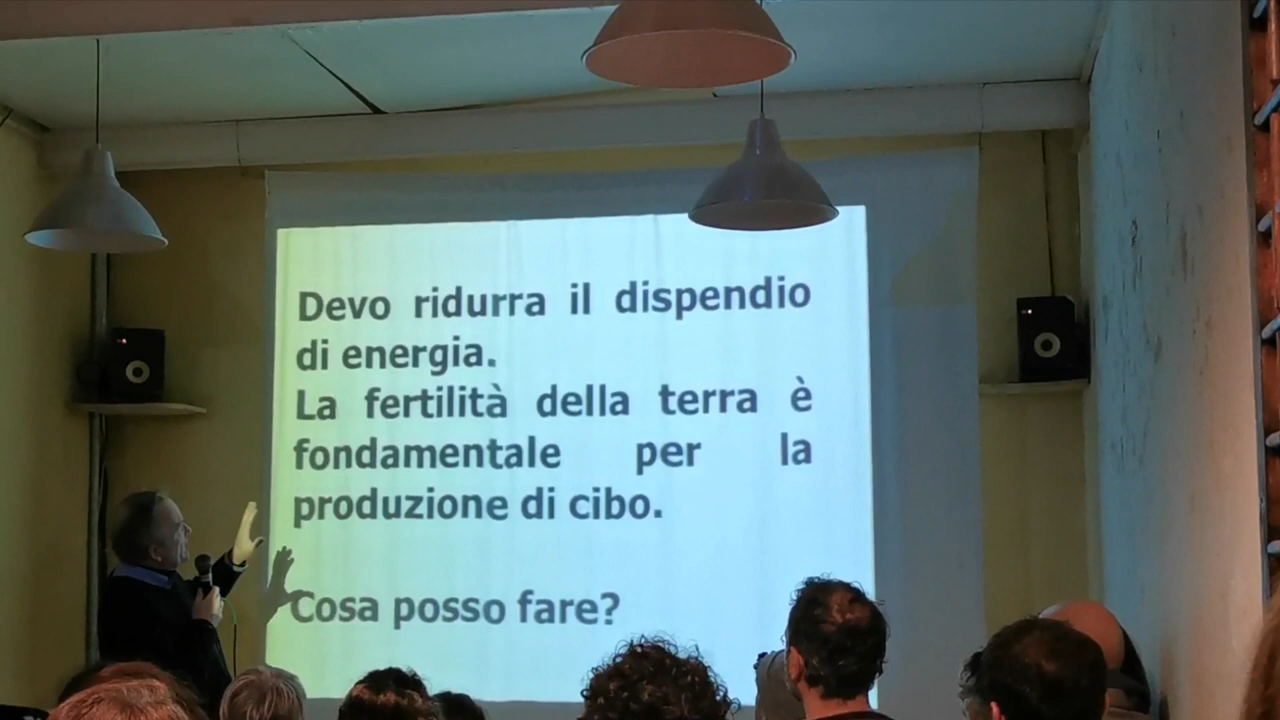 Devo ridurra il dispendio
di energia.
La fertilità della terra è
fondamentale per la
produzione di cibo.
Cosa posso fare?